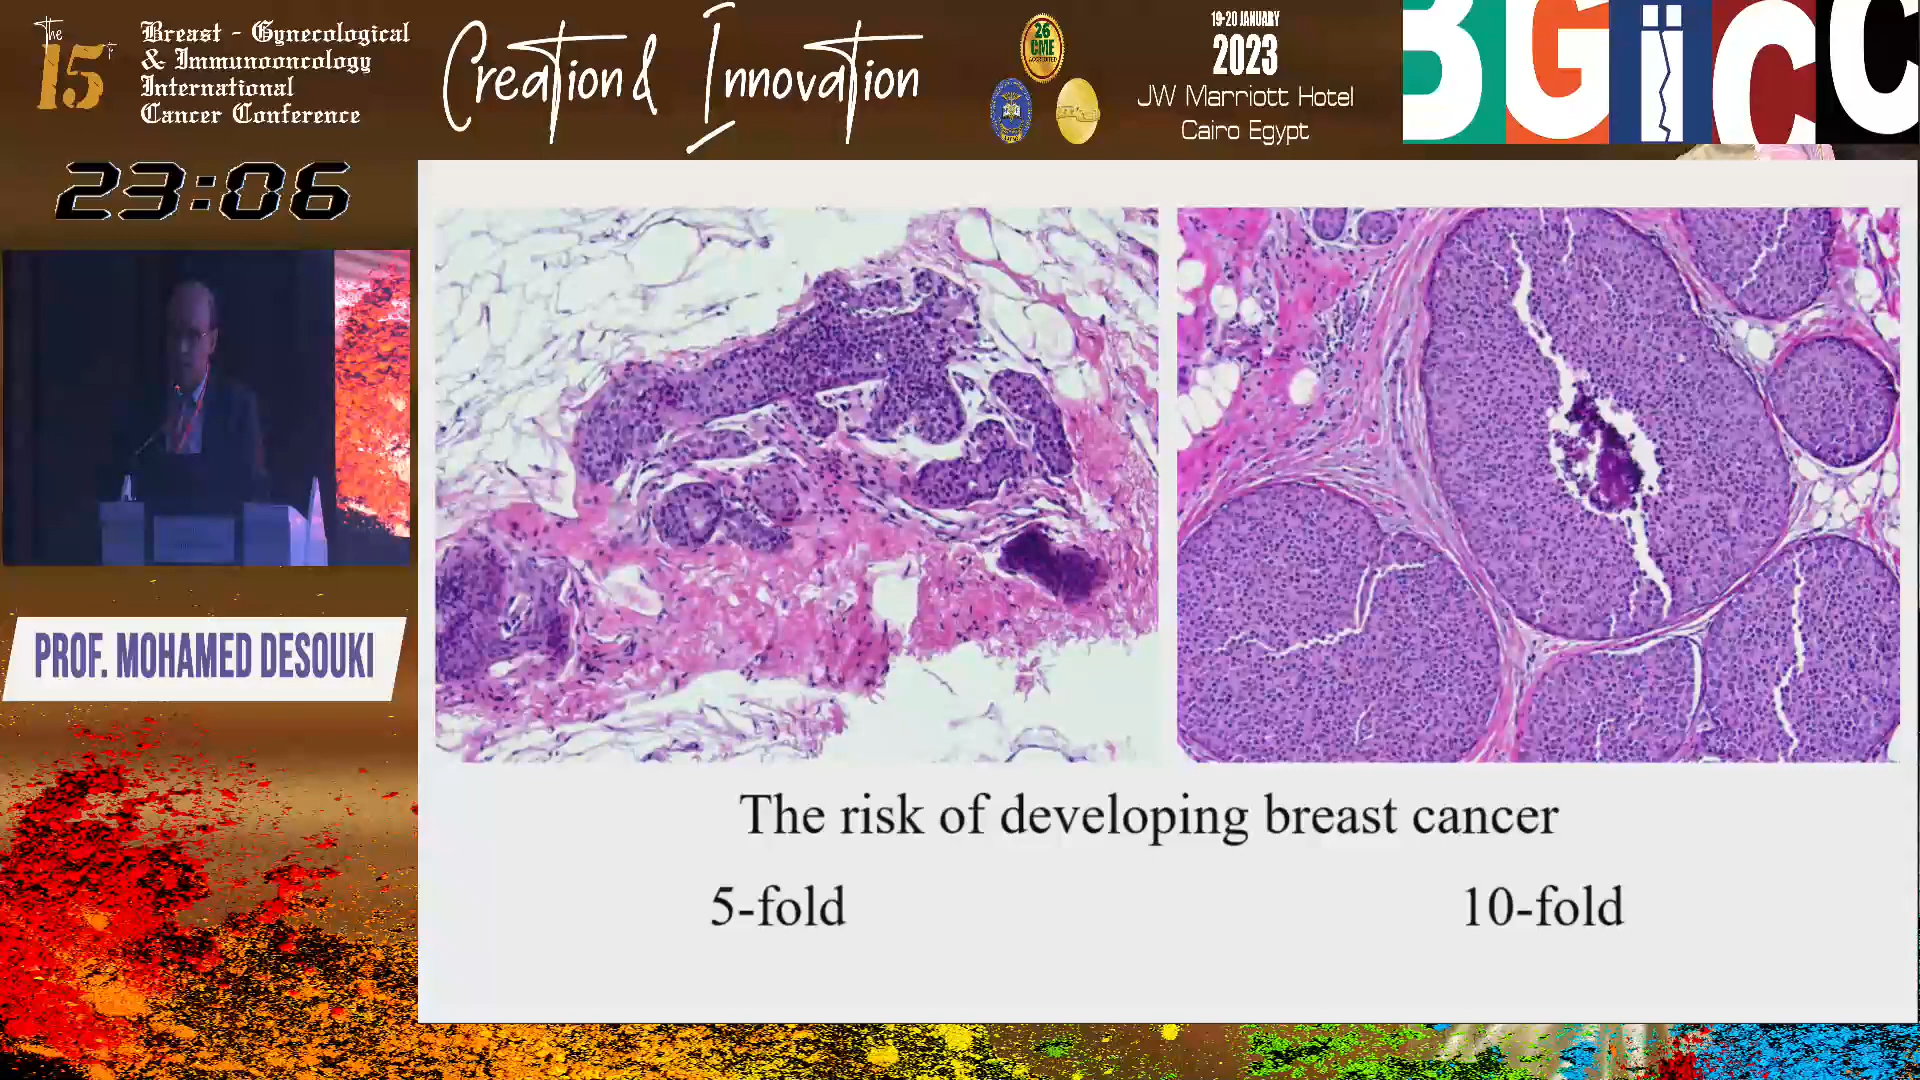 The
15th
Breast - Gynecological
& Immunooncology
International
Cancer Conference
Creation & Innovation
26
CME
ACCREDITED
19-20 JANUARY
2023
JW Marriott Hotel
Cairo Egypt
BGiCC
23:06
PROF. MOHAMED DESOUKI
The risk of developing breast cancer
5-fold
10-fold